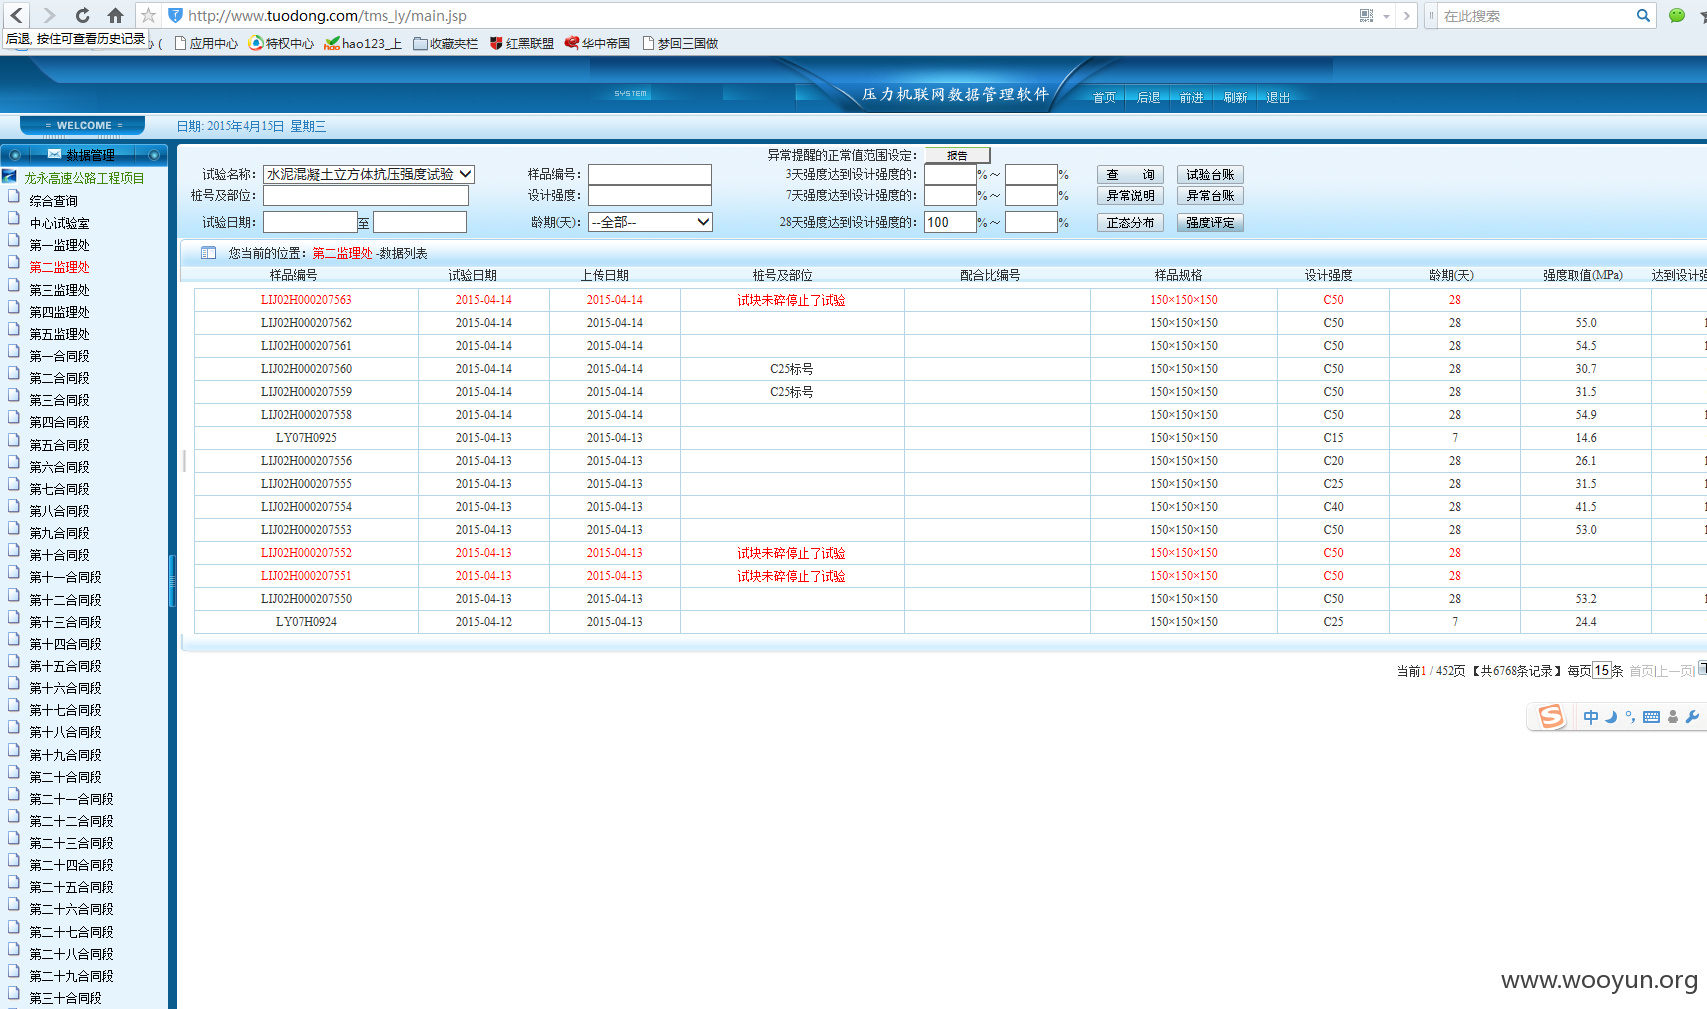 http://www.tuodong.com/tms_ly/main.jsp
在此搜索
后退, 按住可查看历史记录
应用中心
特权中心
hao123_上
收藏夹栏
红黑联盟
华中帝国
梦回三国做
SYSTEM
压力机联网数据管理软件
首页 后退 前进 刷新 退出
= WELCOME =
日期: 2015年4月15日 星期三
数据管理
龙永高速公路工程项目
综合查询
中心试验室
第一监理处
第二监理处
第三监理处
第四监理处
第五监理处
第一合同段
第二合同段
第三合同段
第四合同段
第五合同段
第六合同段
第七合同段
第八合同段
第九合同段
第十合同段
第十一合同段
第十二合同段
第十三合同段
第十四合同段
第十五合同段
第十六合同段
第十七合同段
第十八合同段
第十九合同段
第二十合同段
第二十一合同段
第二十二合同段
第二十三合同段
第二十四合同段
第二十五合同段
第二十六合同段
第二十七合同段
第二十八合同段
第二十九合同段
第三十合同段
异常提醒的正常值范围设定: 报告
试验名称: 水泥混凝土立方体抗压强度试验 样品编号: 3天强度达到设计强度的: %~ % 查 询 试验台账
桩号及部位: 设计强度: 7天强度达到设计强度的: %~ % 异常说明 异常台账
试验日期: 至 龄期(天): --全部-- 28天强度达到设计强度的: 100 %~ % 正态分布 强度评定
您当前的位置: 第二监理处 -数据列表
样品编号 试验日期 上传日期 桩号及部位 配合比编号 样品规格 设计强度 龄期(天) 强度取值(MPa) 达到设计强
LIJ02H000207563 2015-04-14 2015-04-14 试块未碎停止了试验 150×150×150 C50 28
LIJ02H000207562 2015-04-14 2015-04-14 150×150×150 C50 28 55.0 1
LIJ02H000207561 2015-04-14 2015-04-14 150×150×150 C50 28 54.5 1
LIJ02H000207560 2015-04-14 2015-04-14 C25标号 150×150×150 C50 28 30.7
LIJ02H000207559 2015-04-14 2015-04-14 C25标号 150×150×150 C50 28 31.5
LIJ02H000207558 2015-04-14 2015-04-14 150×150×150 C50 28 54.9 1
LY07H0925 2015-04-13 2015-04-13 150×150×150 C15 7 14.6
LIJ02H000207556 2015-04-13 2015-04-13 150×150×150 C20 28 26.1 1
LIJ02H000207555 2015-04-13 2015-04-13 150×150×150 C25 28 31.5 1
LIJ02H000207554 2015-04-13 2015-04-13 150×150×150 C40 28 41.5 1
LIJ02H000207553 2015-04-13 2015-04-13 150×150×150 C50 28 53.0 1
LIJ02H000207552 2015-04-13 2015-04-13 试块未碎停止了试验 150×150×150 C50 28
LIJ02H000207551 2015-04-13 2015-04-13 试块未碎停止了试验 150×150×150 C50 28
LIJ02H000207550 2015-04-13 2015-04-13 150×150×150 C50 28 53.2 1
LY07H0924 2015-04-12 2015-04-13 150×150×150 C25 7 24.4
当前1 / 452页 【共6768条记录】 每页15条 首页|上一页|
中
www.wooyun.org